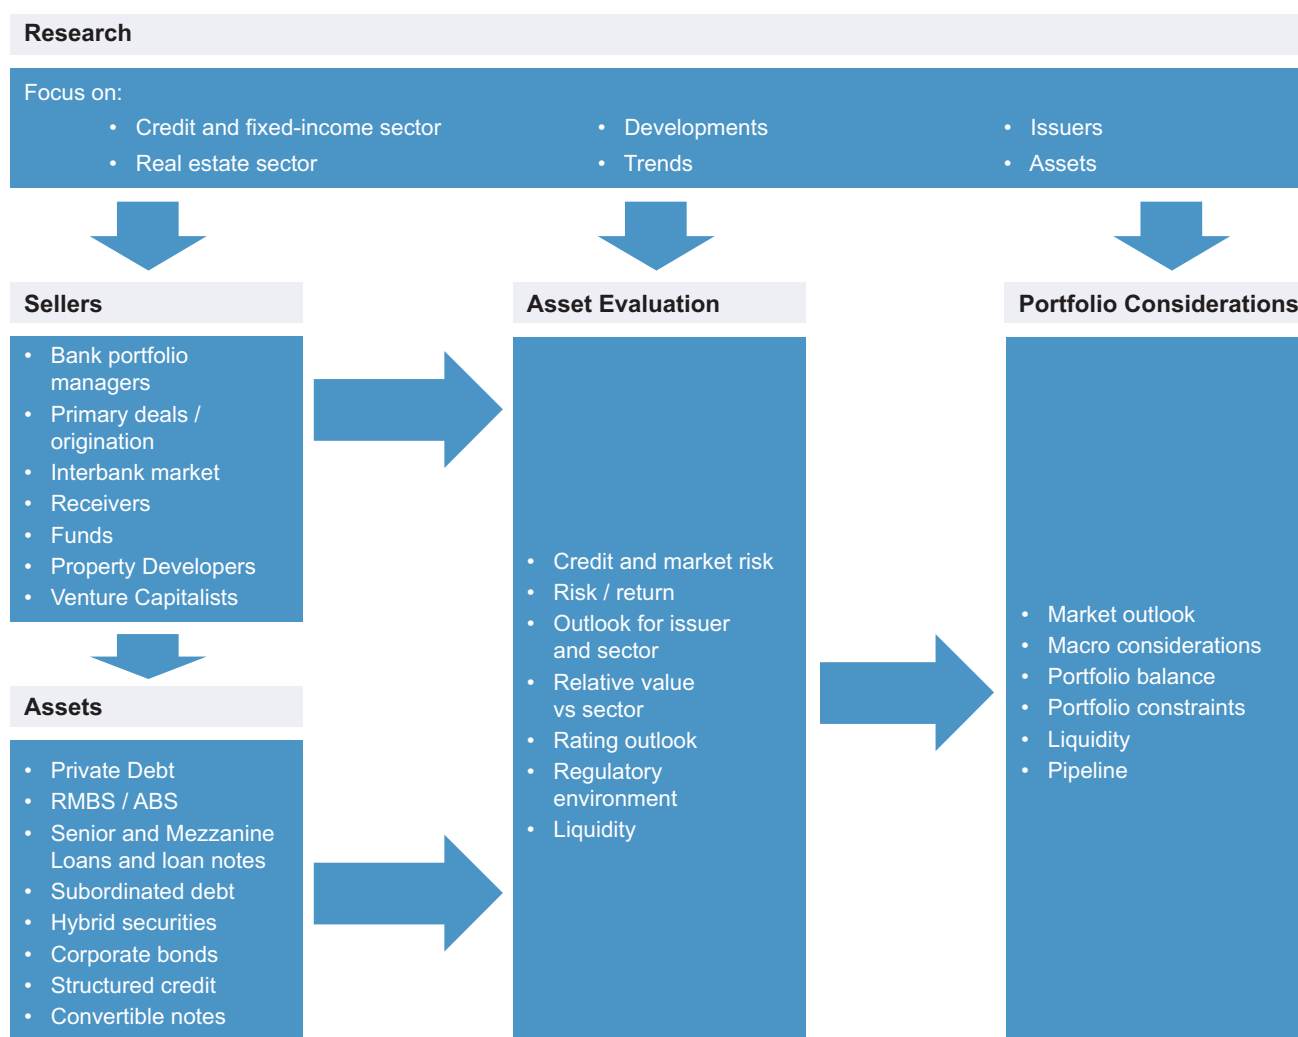 Research
Focus on:
• Credit and fixed-income sector
• Real estate sector
• Developments
• Trends
• Issuers
• Assets
Sellers
• Bank portfolio
managers
• Primary deals /
origination
• Interbank market
• Receivers
• Funds
• Property Developers
• Venture Capitalists
Assets
• Private Debt
• RMBS / ABS
• Senior and Mezzanine
Loans and loan notes
• Subordinated debt
• Hybrid securities
• Corporate bonds
• Structured credit
• Convertible notes
Asset Evaluation
• Credit and market risk
• Risk / return
• Outlook for issuer
and sector
• Relative value
vs sector
• Rating outlook
• Regulatory
environment
• Liquidity
Portfolio Considerations
• Market outlook
• Macro considerations
• Portfolio balance
• Portfolio constraints
• Liquidity
• Pipeline